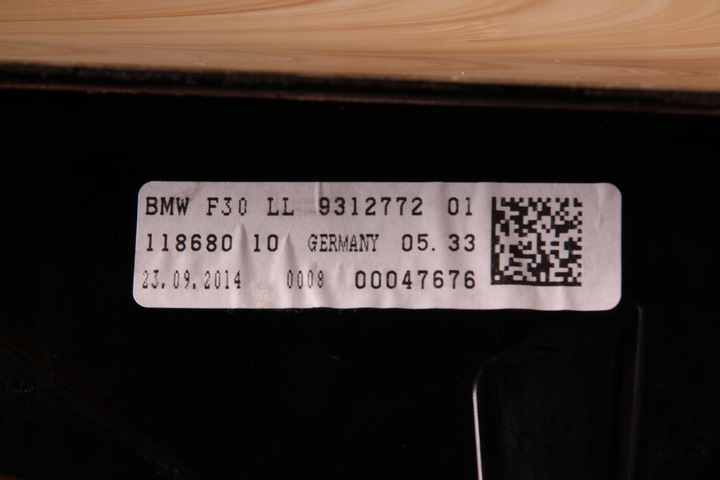 BMW F30 LL 9312772 01
118680 10 GERMANY 05.33
23.09.2014 0008 00047676